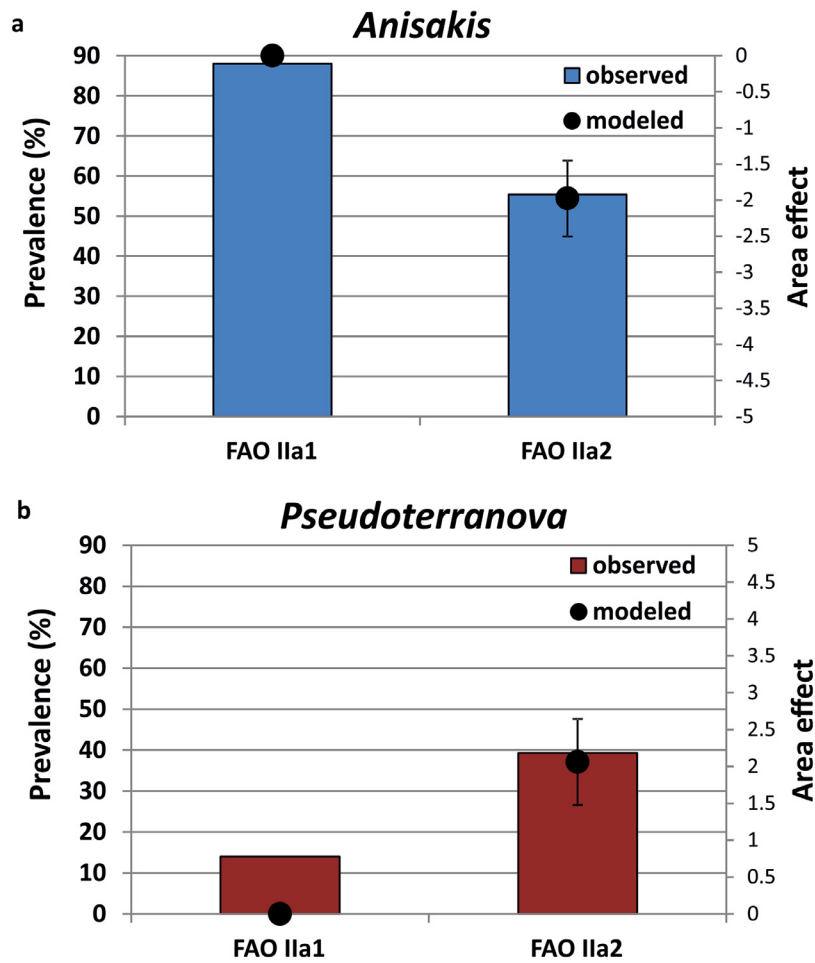 a
Anisakis
90
80
70
60
50
40
30
20
10
0
Prevalence (%)
observed
modeled
0
-0.5
-1
-1.5
-2
-2.5
-3
-3.5
-4
-4.5
-5
Area effect
FAO IIa1
FAO IIa2
b
Pseudoterranova
90
80
70
60
50
40
30
20
10
0
Prevalence (%)
observed
modeled
5
4.5
4
3.5
3
2.5
2
1.5
1
0.5
0
Area effect
FAO IIa1
FAO IIa2